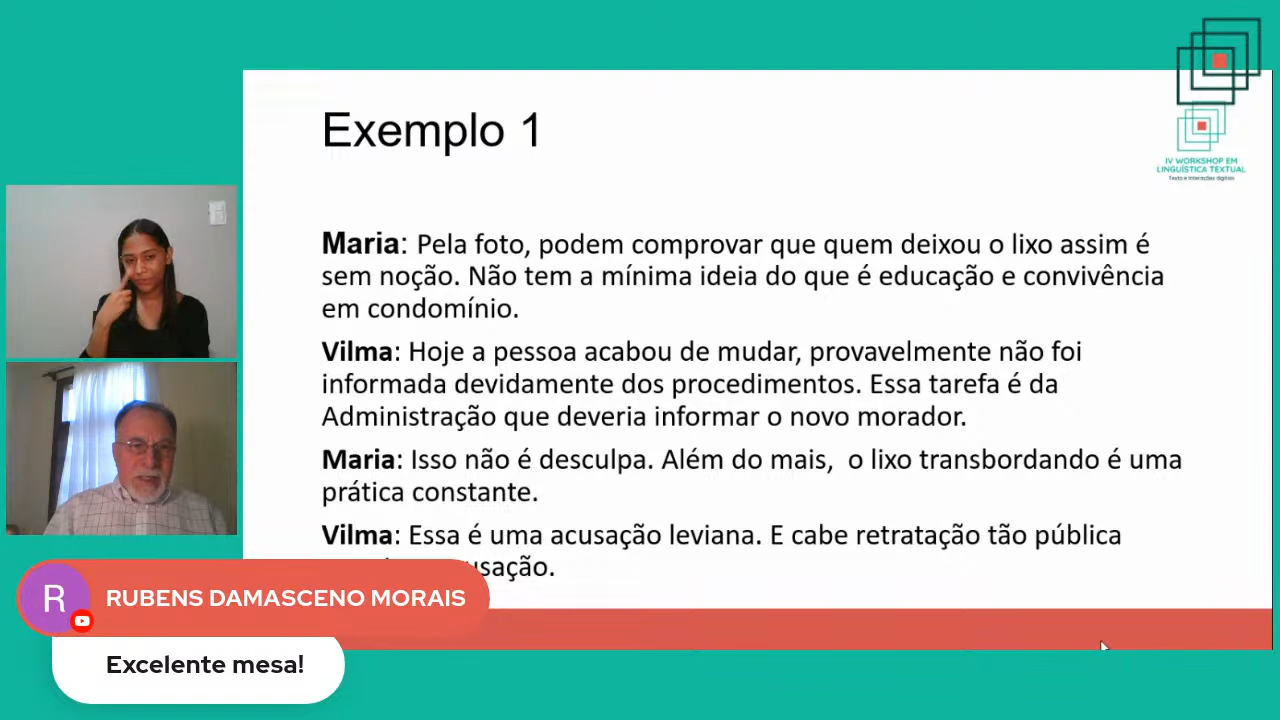 Exemplo 1
IV WORKSHOP EM
LINGUÍSTICA TEXTUAL
Texto e interações digitais
Maria: Pela foto, podem comprovar que quem deixou o lixo assim é
sem noção. Não tem a mínima ideia do que é educação e convivência
em condomínio.
Vilma: Hoje a pessoa acabou de mudar, provavelmente não foi
informada devidamente dos procedimentos. Essa tarefa é da
Administração que deveria informar o novo morador.
Maria: Isso não é desculpa. Além do mais, o lixo transbordando é uma
prática constante.
Vilma: Essa é uma acusação leviana. E cabe retratação tão pública
usação.
R
RUBENS DAMASCENO MORAIS
Excelente mesa!